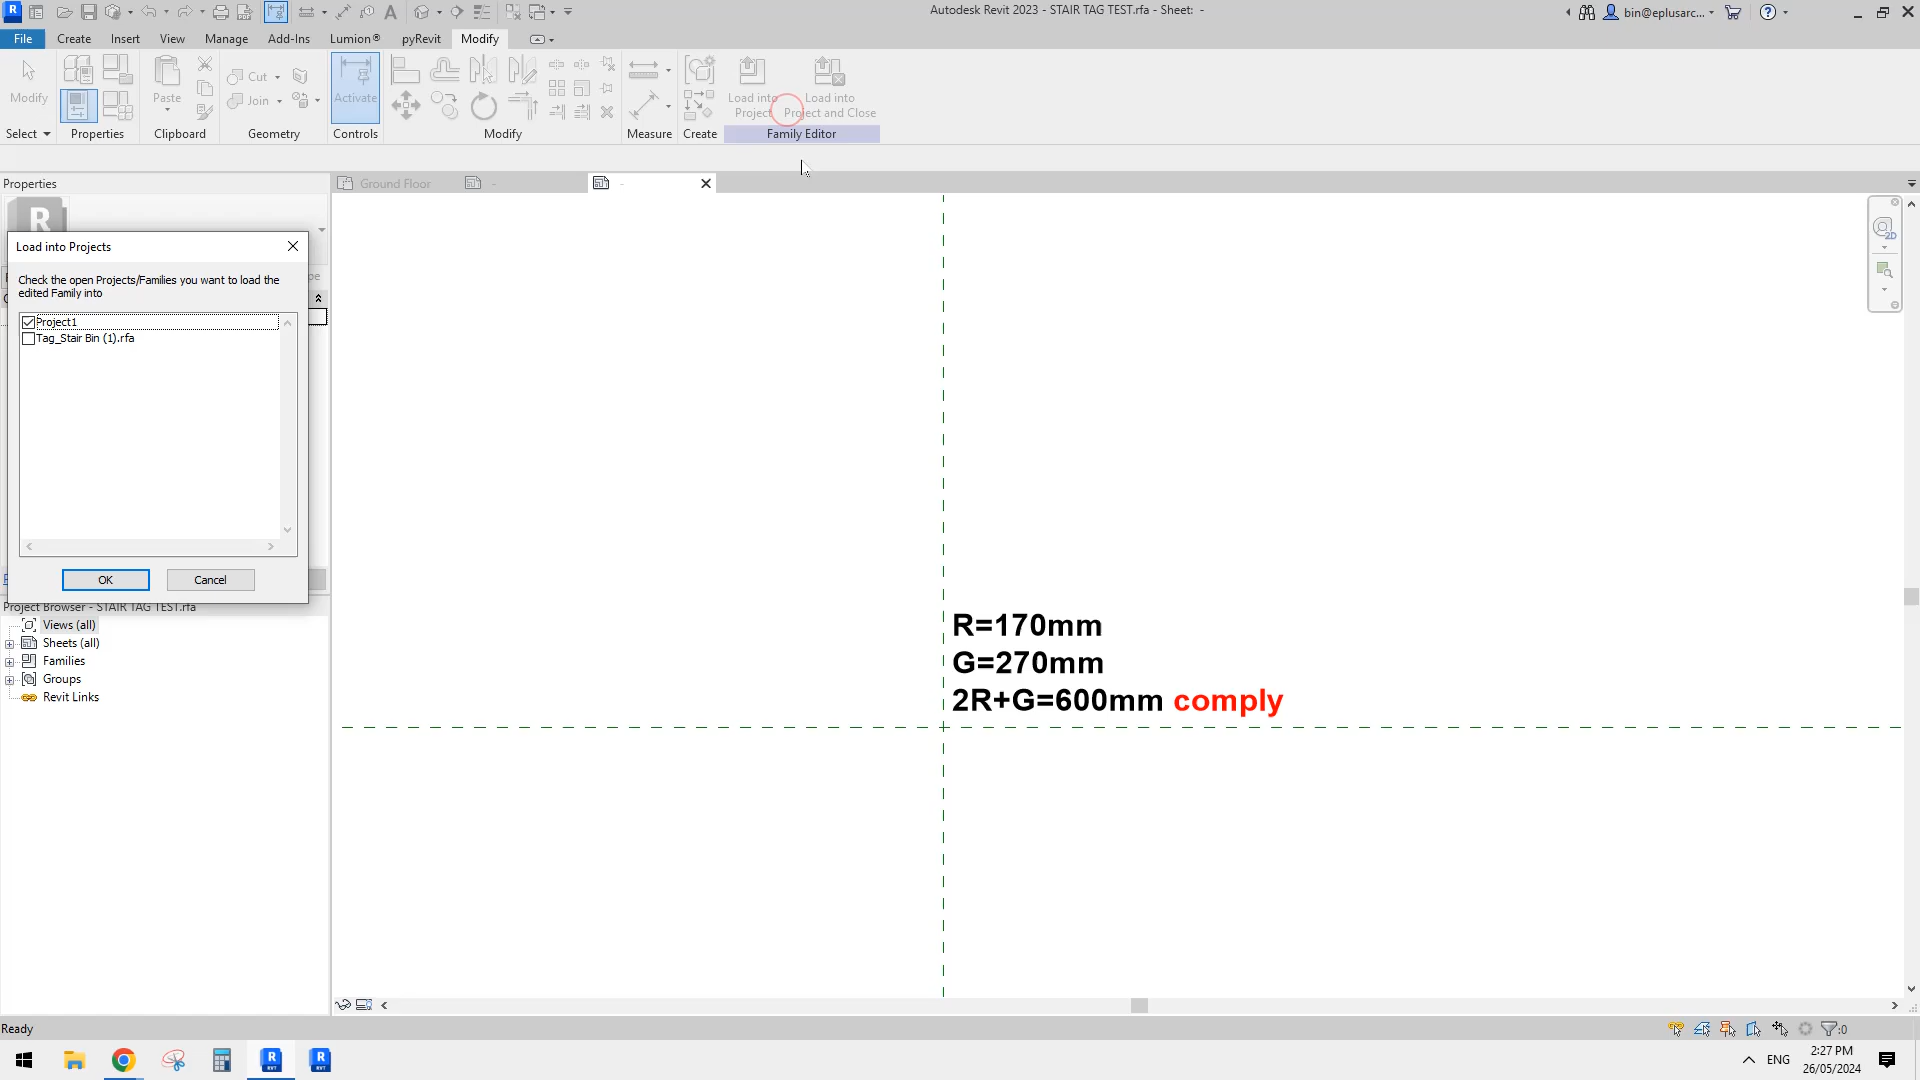 Autodesk Revit 2023 - STAIR TAG TEST.rfa - Sheet: -
bin@eplusarc...
File
Create
Insert
View
Manage
Add-Ins
Lumion®
pyRevit
Modify
Modify
Paste
Cut
Join
Activate
Load into
Project
Load into
Project and Close
Select
Properties
Clipboard
Geometry
Controls
Modify
Measure
Create
Family Editor
Properties
Ground Floor
-
-
R
Load into Projects
Check the open Projects/Families you want to load the
edited Family into
Project1
Tag_Stair Bin (1).rfa
OK
Cancel
Project Browser - STAIR TAG TEST.rfa
Views (all)
Sheets (all)
Families
Groups
Revit Links
2D
R=170mm
G=270mm
2R+G=600mm comply
Ready
:0
ENG
2:27 PM
26/05/2024